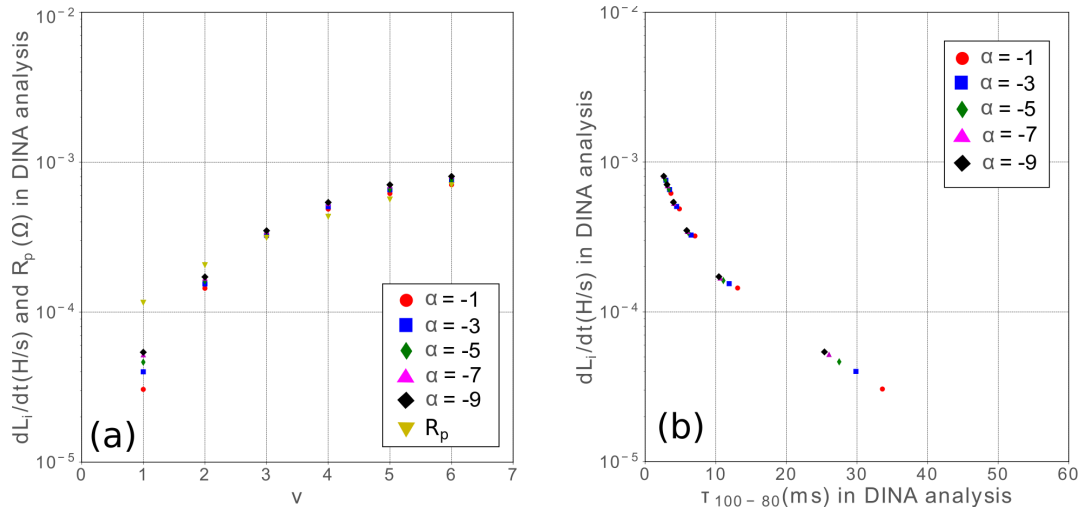 dL_i/dt(H/s) and R_p (Ω) in DINA analysis
10^-2
10^-3
10^-4
10^-5
0 1 2 3 4 5 6 7
ν
(a)
α = -1
α = -3
α = -5
α = -7
α = -9
R_p
dL_i/dt(H/s) in DINA analysis
10^-2
10^-3
10^-4
10^-5
0 10 20 30 40 50 60
τ_100-80(ms) in DINA analysis
(b)
α = -1
α = -3
α = -5
α = -7
α = -9